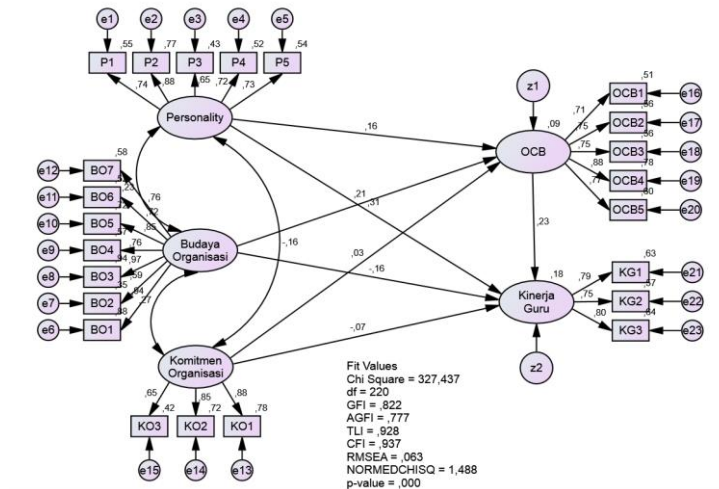 e1 e2 e3 e4 e5
,55 ,77 ,43 ,52 ,54
P1 P2 P3 P4 P5
,74 ,88 ,65 ,72 ,73
Personality
z1
,09
OCB
,71 ,75 ,75 ,88
,51
OCB1 e16
OCB2 e17
OCB3 e18
,78
OCB4 e19
OCB5 e20
,16
,21
,31
,03
-,16
-,16
-,07
,23
,58
e12 BO7
e11 BO6
e10 BO5
e9 BO4
e8 BO3
e7 BO2
e6 BO1
,76
,76
,97
,59
Budaya
Organisasi
Komitmen
Organisasi
,18
Kinerja
Guru
z2
,79 ,75 ,80
,63
KG1 e21
KG2 e22
KG3 e23
,65 ,85 ,88
,42 ,72 ,78
KO3 KO2 KO1
e15 e14 e13
Fit Values
Chi Square = 327,437
df = 220
GFI = ,822
AGFI = ,777
TLI = ,928
CFI = ,937
RMSEA = ,063
NORMEDCHISQ = 1,488
p-value = ,000